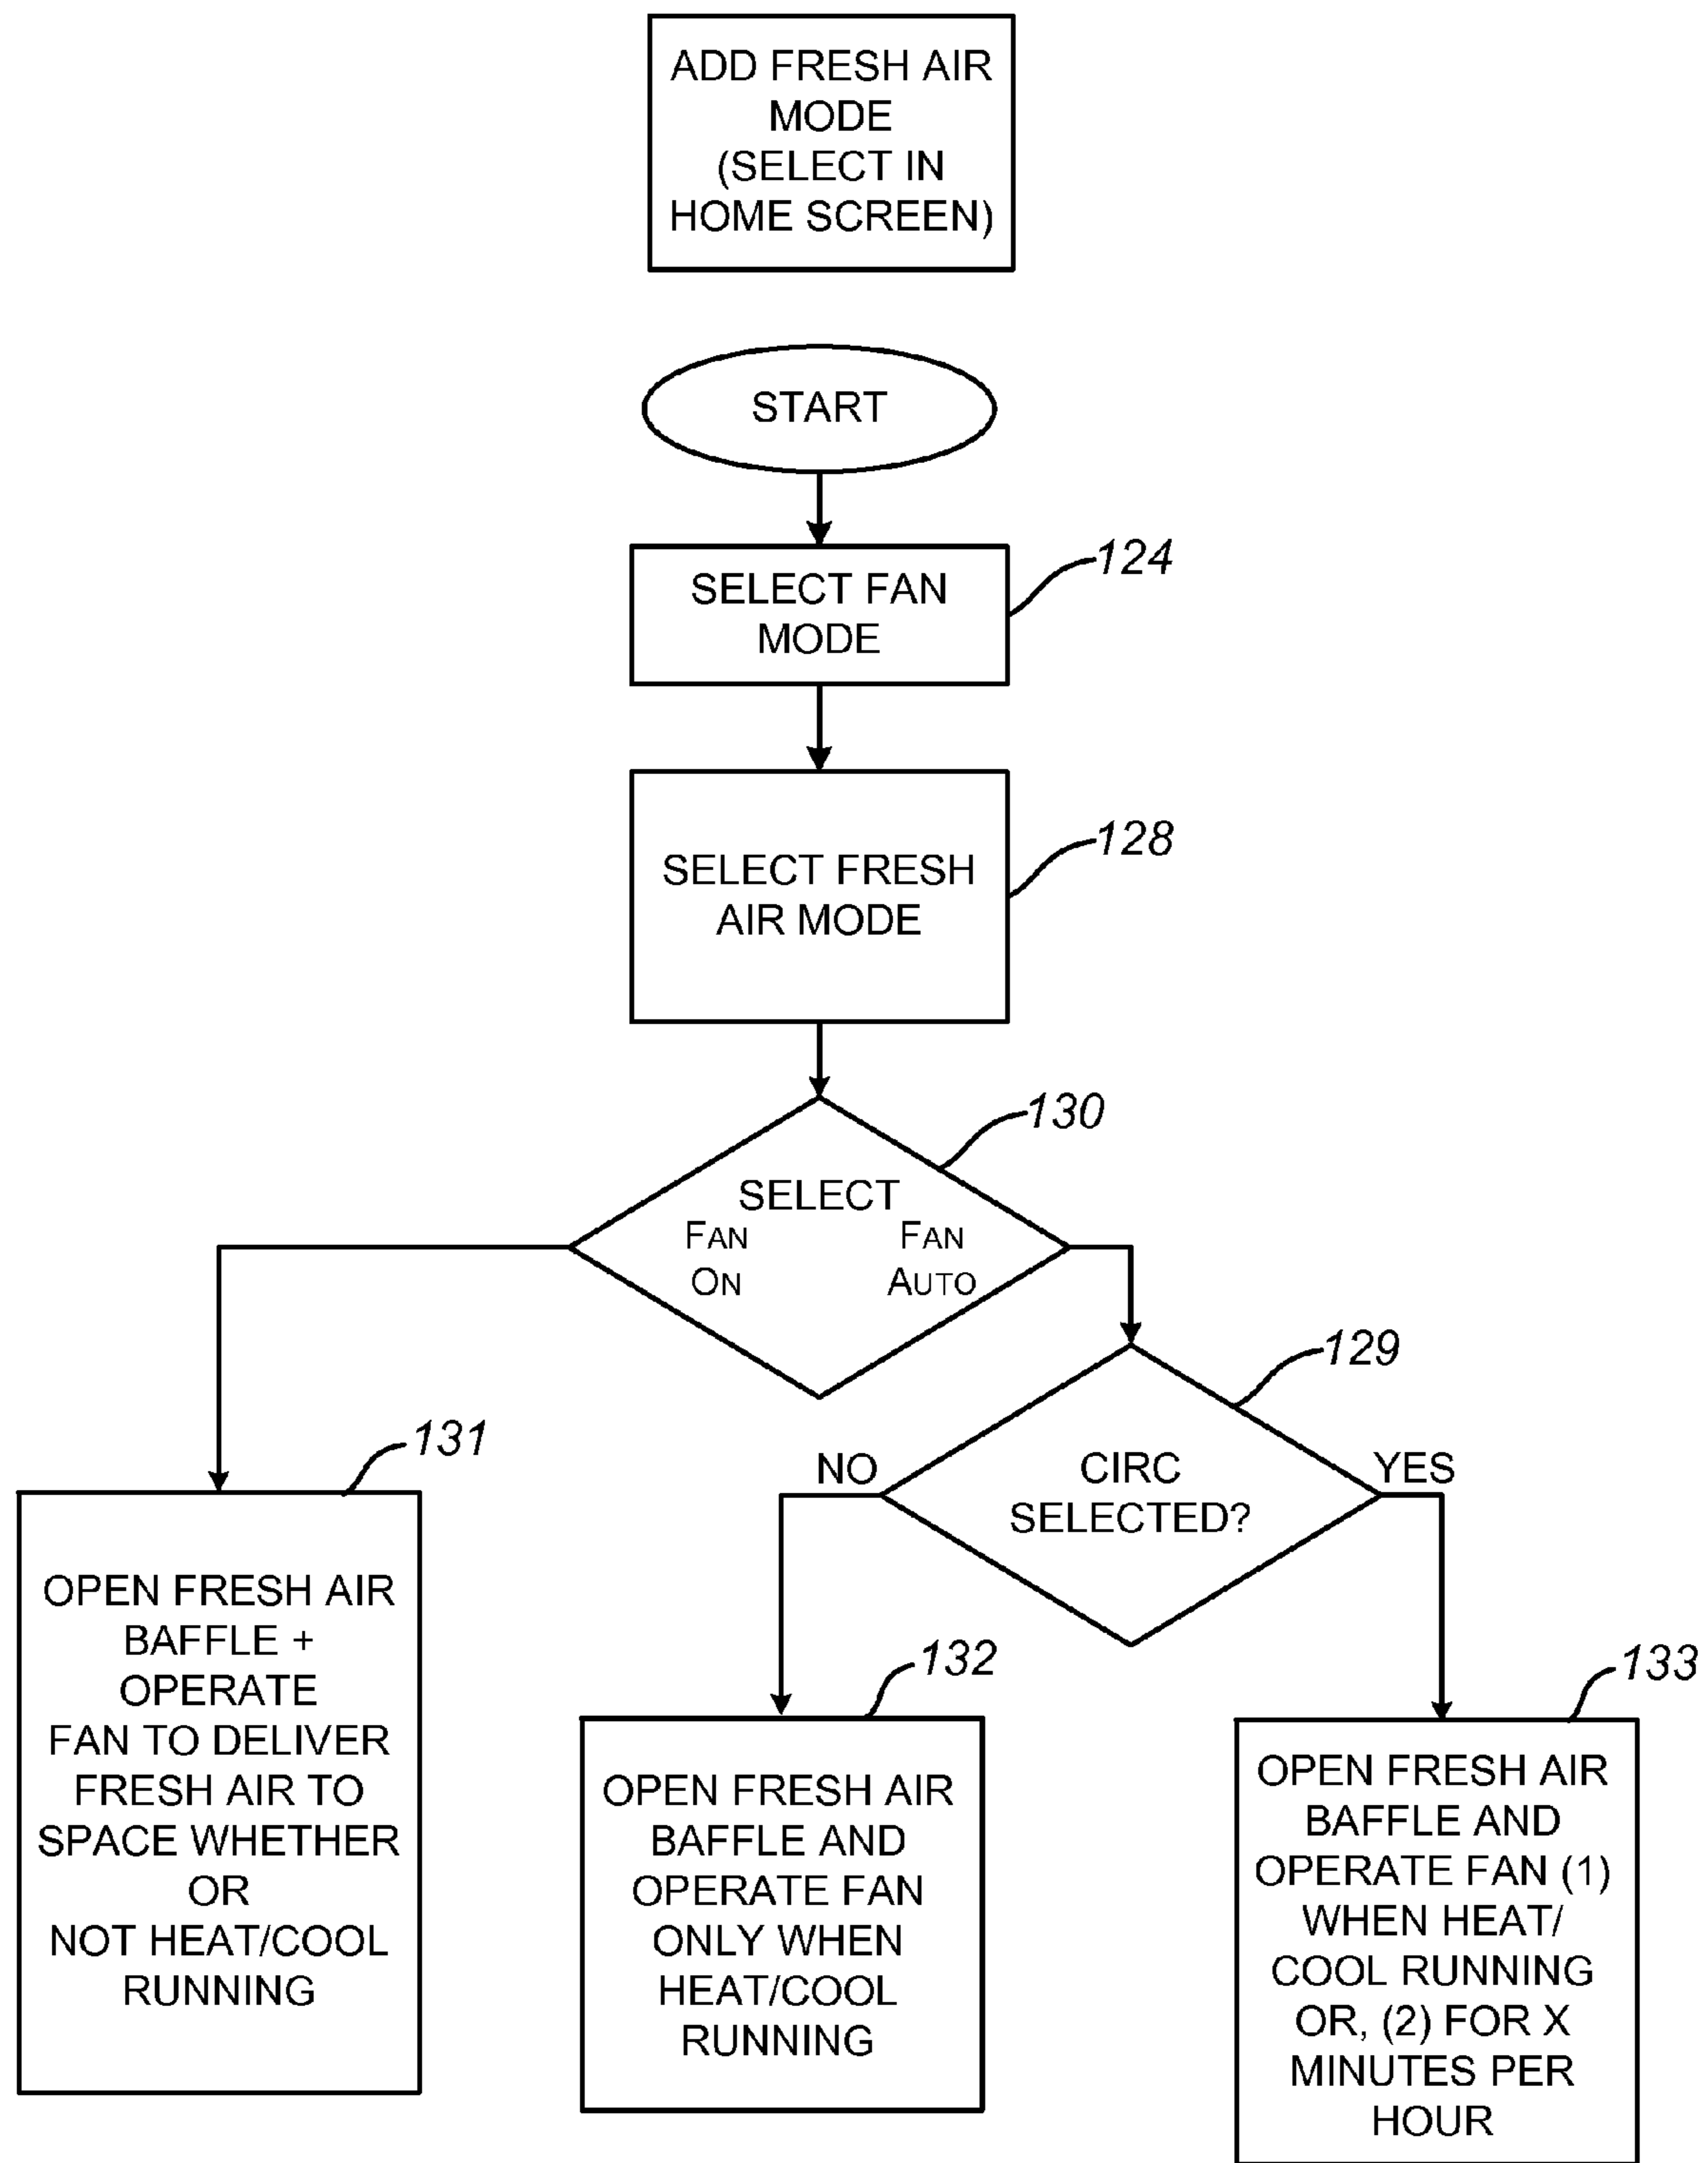 ADD FRESH AIR
MODE
(SELECT IN
HOME SCREEN)
START
124
SELECT FAN
MODE
128
SELECT FRESH
AIR MODE
130
SELECT
FAN ON
FAN AUTO
129
CIRC
SELECTED?
NO
YES
131
OPEN FRESH AIR
BAFFLE +
OPERATE
FAN TO DELIVER
FRESH AIR TO
SPACE WHETHER
OR
NOT HEAT/COOL
RUNNING
132
OPEN FRESH AIR
BAFFLE AND
OPERATE FAN
ONLY WHEN
HEAT/COOL
RUNNING
133
OPEN FRESH AIR
BAFFLE AND
OPERATE FAN (1)
WHEN HEAT/
COOL RUNNING
OR, (2) FOR X
MINUTES PER
HOUR